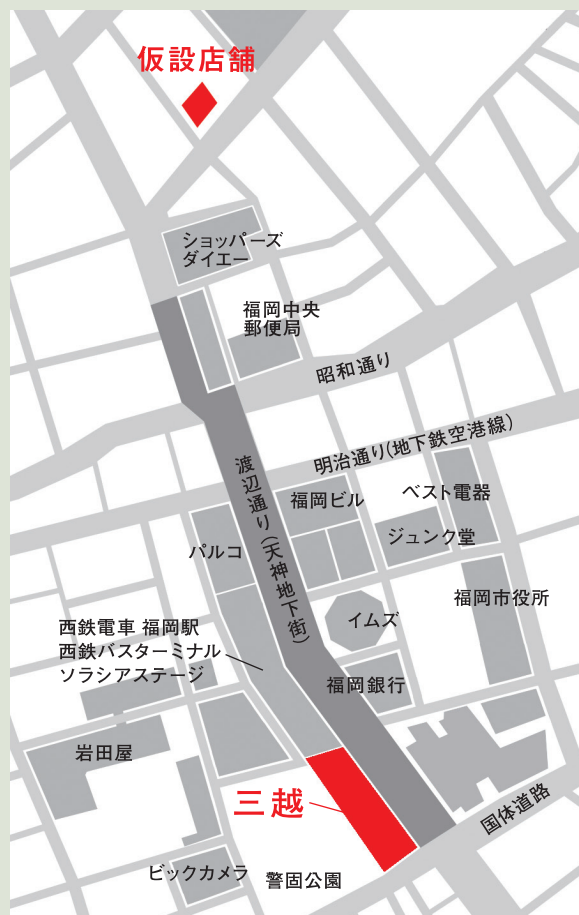 仮設店舗
ショッパーズ
ダイエー
福岡中央
郵便局
昭和通り
明治通り(地下鉄空港線)
渡辺通り(天神地下街)
福岡ビル
ベスト電器
ジュンク堂
パルコ
福岡市役所
イムズ
西鉄電車 福岡駅
西鉄バスターミナル
ソラシアステージ
福岡銀行
岩田屋
三越
国体道路
ビックカメラ
警固公園